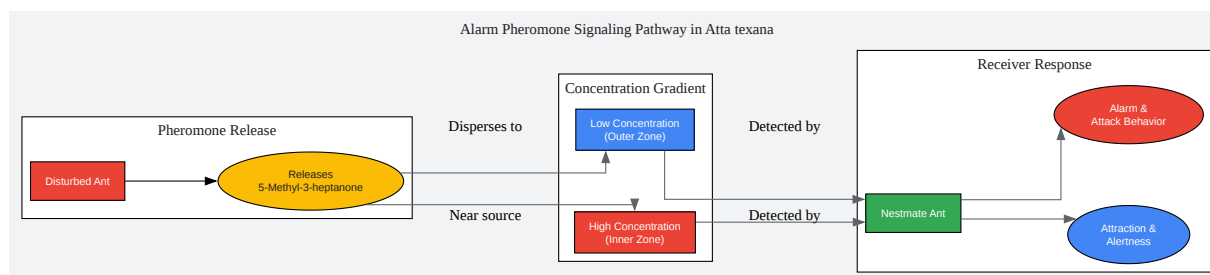 Alarm Pheromone Signaling Pathway in Atta texana
Pheromone Release
Disturbed Ant
Releases
5-Methyl-3-heptanone
Disperses to
Near source
Concentration Gradient
Low Concentration
(Outer Zone)
High Concentration
(Inner Zone)
Detected by
Detected by
Receiver Response
Nestmate Ant
Alarm &
Attack Behavior
Attraction &
Alertness